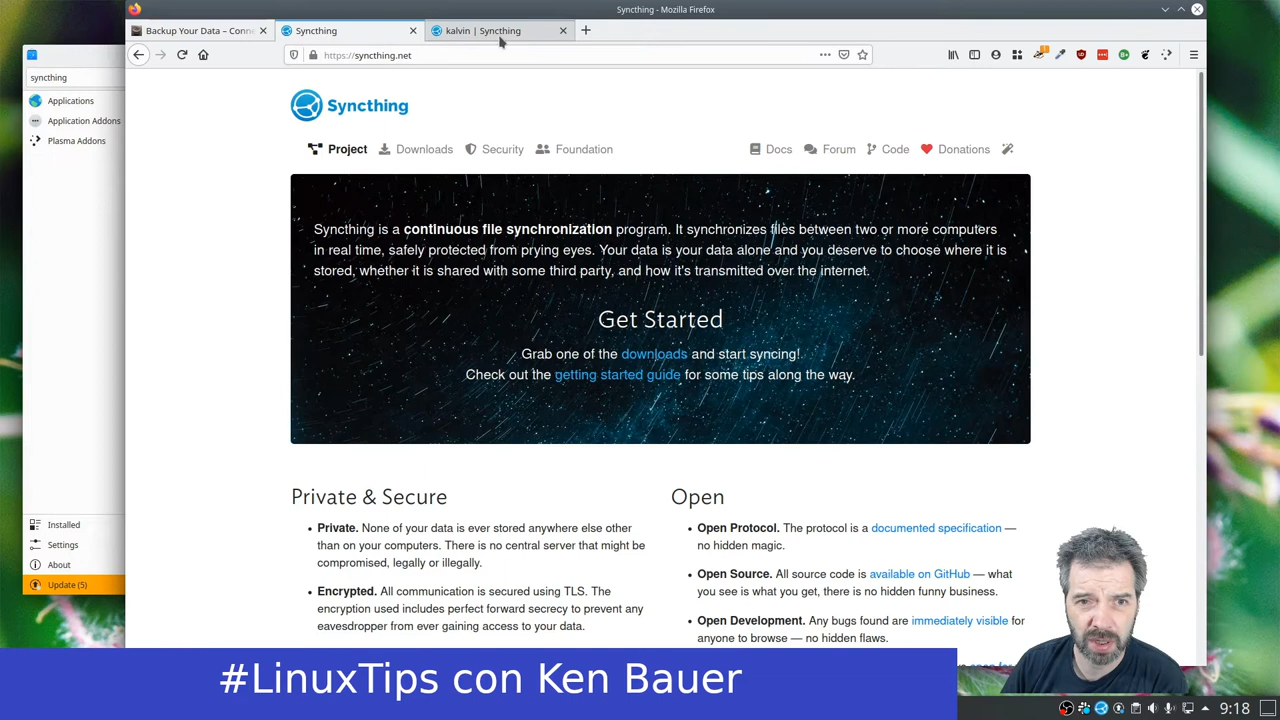 Syncthing - Mozilla Firefox
Backup Your Data – Conne
Syncthing
kalvin | Syncthing
https://syncthing.net
syncthing
Applications
Application Addons
Plasma Addons
Installed
Settings
About
Update (5)
Syncthing
Project
Downloads
Security
Foundation
Docs
Forum
Code
Donations
Syncthing is a continuous file synchronization program. It synchronizes files between two or more computers
in real time, safely protected from prying eyes. Your data is your data alone and you deserve to choose where it is
stored, whether it is shared with some third party, and how it's transmitted over the internet.
Get Started
Grab one of the downloads and start syncing!
Check out the getting started guide for some tips along the way.
Private & Secure
• Private. None of your data is ever stored anywhere else other
than on your computers. There is no central server that might be
compromised, legally or illegally.
• Encrypted. All communication is secured using TLS. The
encryption used includes perfect forward secrecy to prevent any
eavesdropper from ever gaining access to your data.
Open
• Open Protocol. The protocol is a documented specification —
no hidden magic.
• Open Source. All source code is available on GitHub — what
you see is what you get, there is no hidden funny business.
• Open Development. Any bugs found are immediately visible for
anyone to browse — no hidden flaws.
#LinuxTips con Ken Bauer
9:18